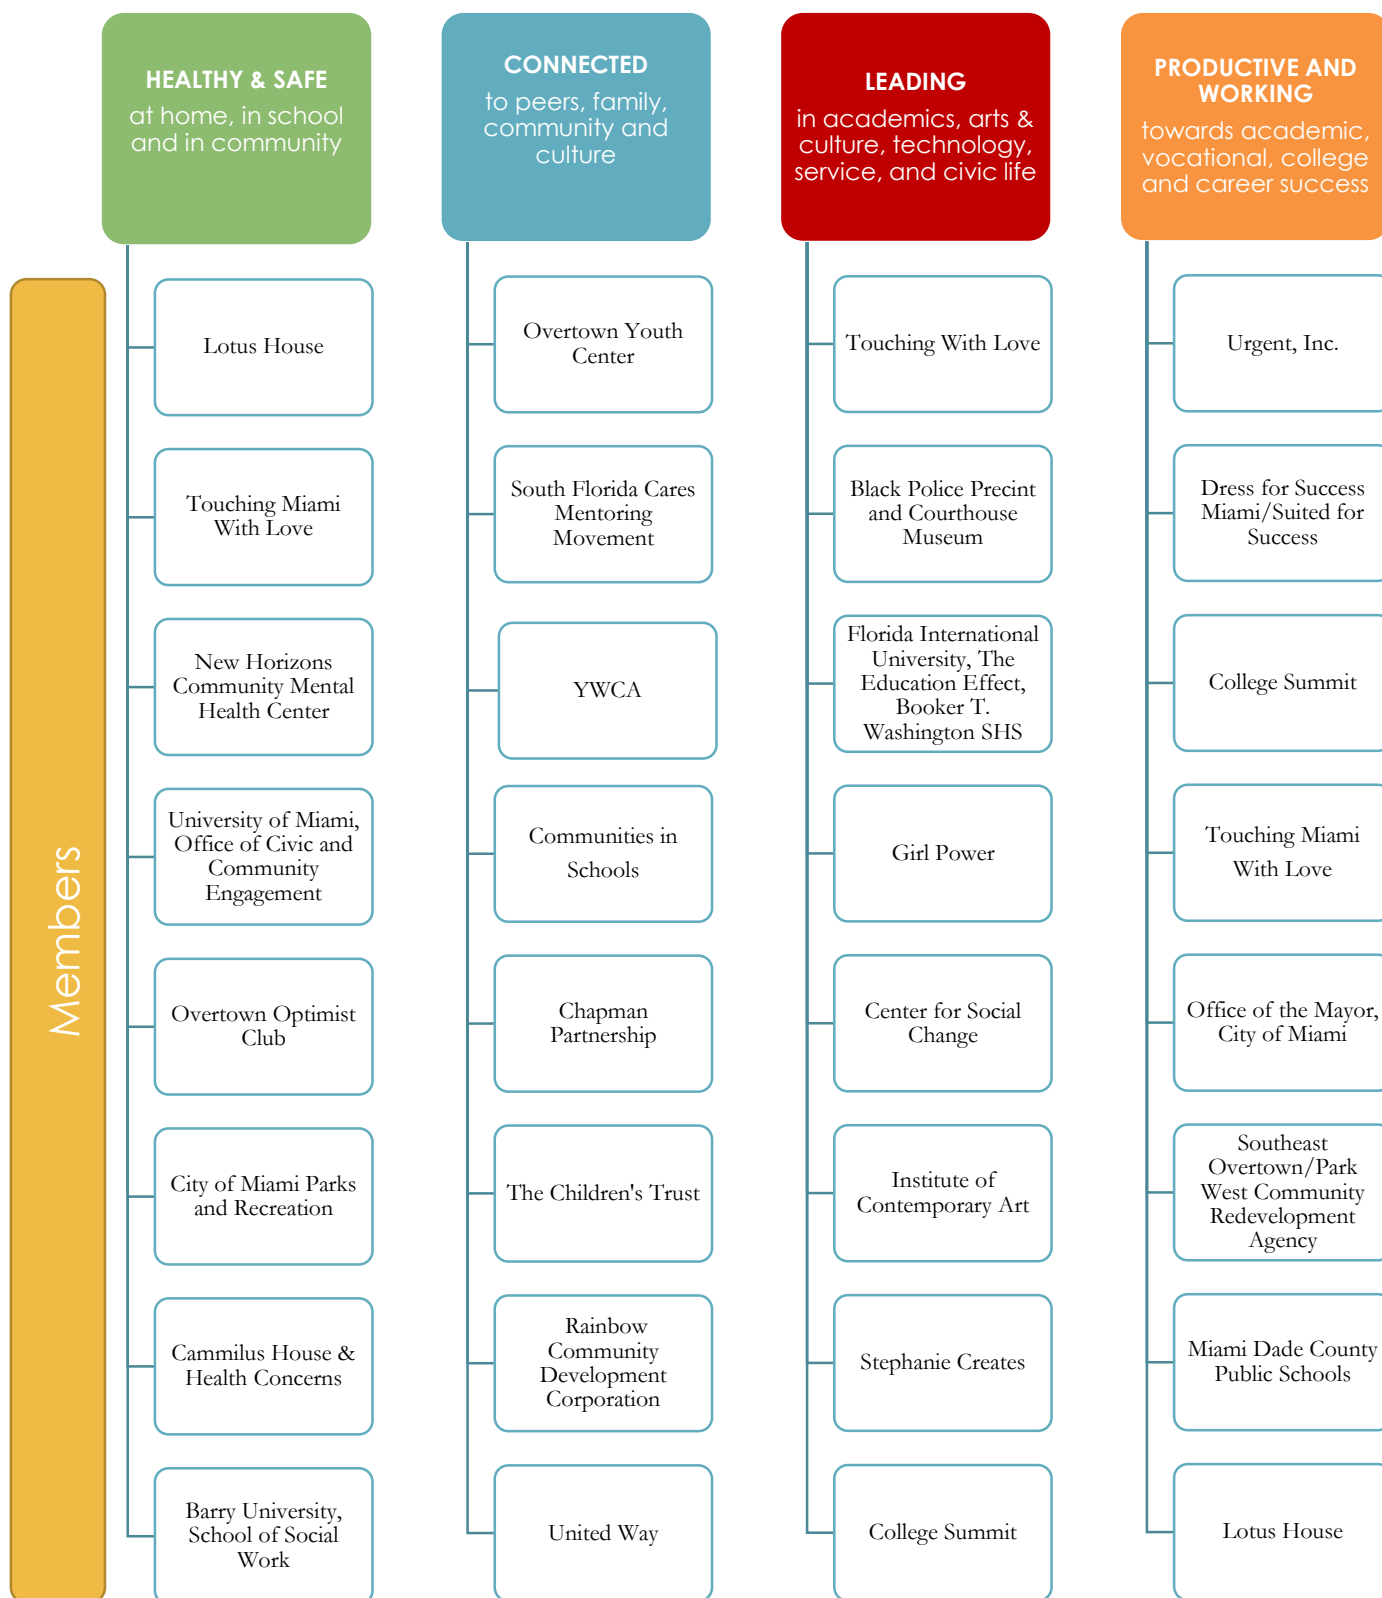 HEALTHY & SAFE
at home, in school
and in community
CONNECTED
to peers, family,
community and
culture
LEADING
in academics, arts &
culture, technology,
service, and civic life
PRODUCTIVE AND
WORKING
towards academic,
vocational, college
and career success
Members
Lotus House
Touching Miami
With Love
New Horizons
Community Mental
Health Center
University of Miami,
Office of Civic and
Community
Engagement
Overtown Optimist
Club
City of Miami Parks
and Recreation
Cammilus House &
Health Concerns
Barry University,
School of Social
Work
Overtown Youth
Center
South Florida Cares
Mentoring
Movement
YWCA
Communities in
Schools
Chapman
Partnership
The Children's Trust
Rainbow
Community
Development
Corporation
United Way
Touching With Love
Black Police Precint
and Courthouse
Museum
Florida International
University, The
Education Effect,
Booker T.
Washington SHS
Girl Power
Center for Social
Change
Institute of
Contemporary Art
Stephanie Creates
College Summit
Urgent, Inc.
Dress for Success
Miami/Suited for
Success
College Summit
Touching Miami
With Love
Office of the Mayor,
City of Miami
Southeast
Overtown/Park
West Community
Redevelopment
Agency
Miami Dade County
Public Schools
Lotus House